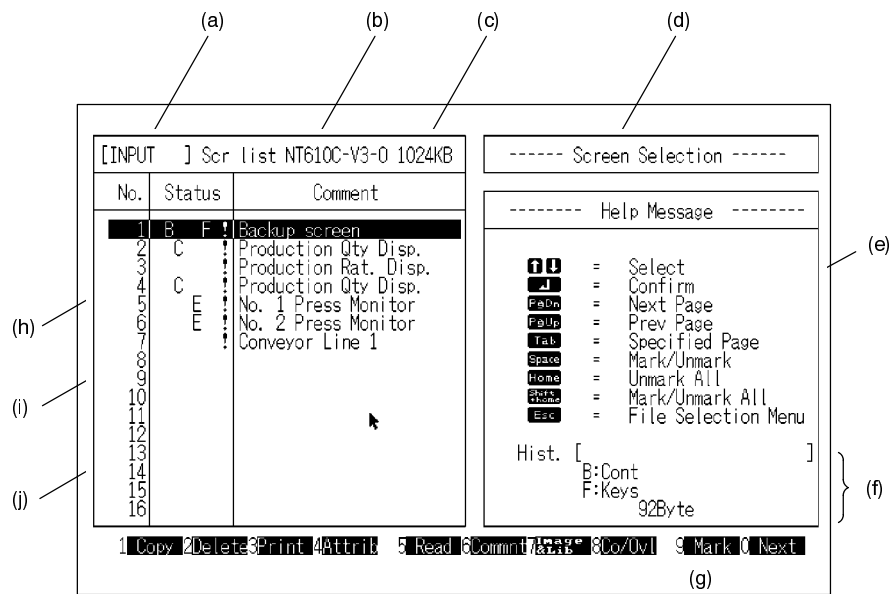 (a) (b) (c) (d)
[INPUT ] Scr list NT610C-V3-0 1024KB
No. Status Comment
1 B F ! Backup screen
2 C ! Production Qty Disp.
3 ! Production Rat. Disp.
4 C ! Production Qty Disp.
5 E ! No. 1 Press Monitor
6 E ! No. 2 Press Monitor
7 ! Conveyor Line 1
8
9
10
11
12
13
14
15
16
(h)
(i)
(j)
------ Screen Selection ------
-------- Help Message --------
↑ ↓ = Select
↲ = Confirm
PgDn = Next Page
PgUp = Prev Page
Tab = Specified Page
Space = Mark/Unmark
Home = Unmark All
Shift +home = Mark/Unmark All
Esc = File Selection Menu
Hist. [ ]
B:Cont
F:Keys
92Byte
(e)
(f)
1 Copy 2Delete3Print 4Attrib 5 Read 6Commnt7Image &Lib 8Co/Ovl 9 Mark 0 Next
(g)